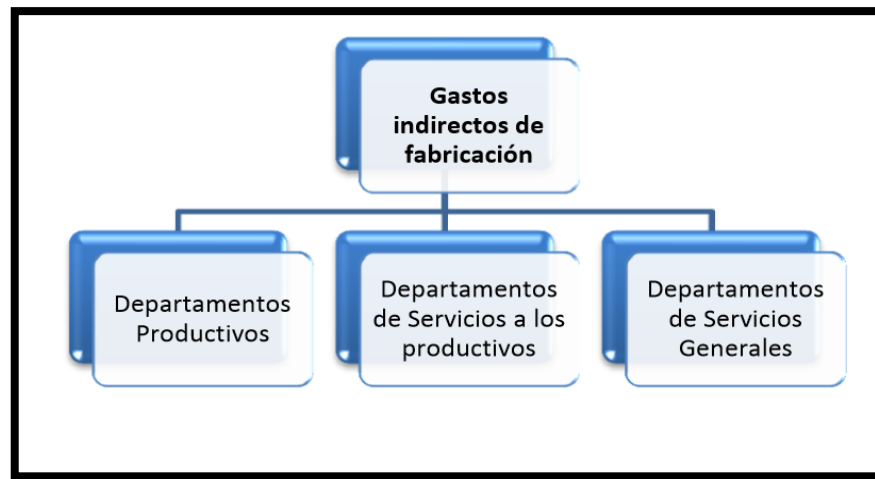 Gastos
indirectos de
fabricación
Departamentos
Productivos
Departamentos
de Servicios a los
productivos
Departamentos
de Servicios
Generales